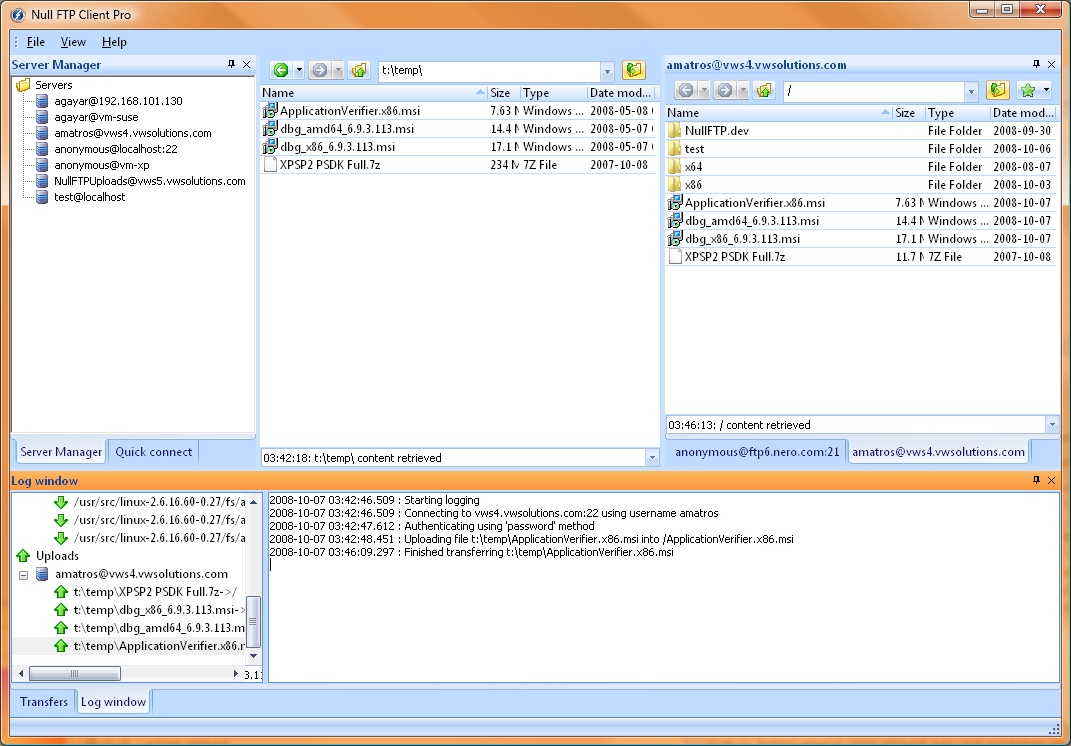 Null FTP Client Pro
File View Help
Server Manager
Servers
agayar@192.168.101.130
agayar@vm-suse
amatros@vws4.vwsolutions.com
anonymous@localhost:22
anonymous@vm-xp
NullFTPUploads@vws5.vwsolutions.com
test@localhost
Server Manager Quick connect
t:\temp\
Name Size Type Date mod...
ApplicationVerifier.x86.msi 7.63 M Windows ... 2008-05-08
dbg_amd64_6.9.3.113.msi 14.4 M Windows ... 2008-05-07
dbg_x86_6.9.3.113.msi 17.1 M Windows ... 2008-05-07
XPSP2 PSDK Full.7z 234 M 7Z File 2007-10-08
03:42:18: t:\temp\ content retrieved
amatros@vws4.vwsolutions.com
/
Name Size Type Date mod...
NullFTP.dev File Folder 2008-09-30
test File Folder 2008-10-06
x64 File Folder 2008-08-07
x86 File Folder 2008-10-03
ApplicationVerifier.x86.msi 7.63 M Windows ... 2008-10-07
dbg_amd64_6.9.3.113.msi 14.4 M Windows ... 2008-10-07
dbg_x86_6.9.3.113.msi 17.1 M Windows ... 2008-10-07
XPSP2 PSDK Full.7z 11.7 M 7Z File 2007-10-08
03:46:13: / content retrieved
anonymous@ftp6.nero.com:21 amatros@vws4.vwsolutions.com
Log window
/usr/src/linux-2.6.16.60-0.27/fs/a
/usr/src/linux-2.6.16.60-0.27/fs/a
/usr/src/linux-2.6.16.60-0.27/fs/a
Uploads
amatros@vws4.vwsolutions.com
t:\temp\XPSP2 PSDK Full.7z->/
t:\temp\dbg_x86_6.9.3.113.msi->
t:\temp\dbg_amd64_6.9.3.113.m
t:\temp\ApplicationVerifier.x86.m
2008-10-07 03:42:46.509 : Starting logging
2008-10-07 03:42:46.509 : Connecting to vws4.vwsolutions.com:22 using username amatros
2008-10-07 03:42:47.612 : Authenticating using 'password' method
2008-10-07 03:42:48.451 : Uploading file t:\temp\ApplicationVerifier.x86.msi into /ApplicationVerifier.x86.msi
2008-10-07 03:46:09.297 : Finished transferring t:\temp\ApplicationVerifier.x86.msi
Transfers Log window